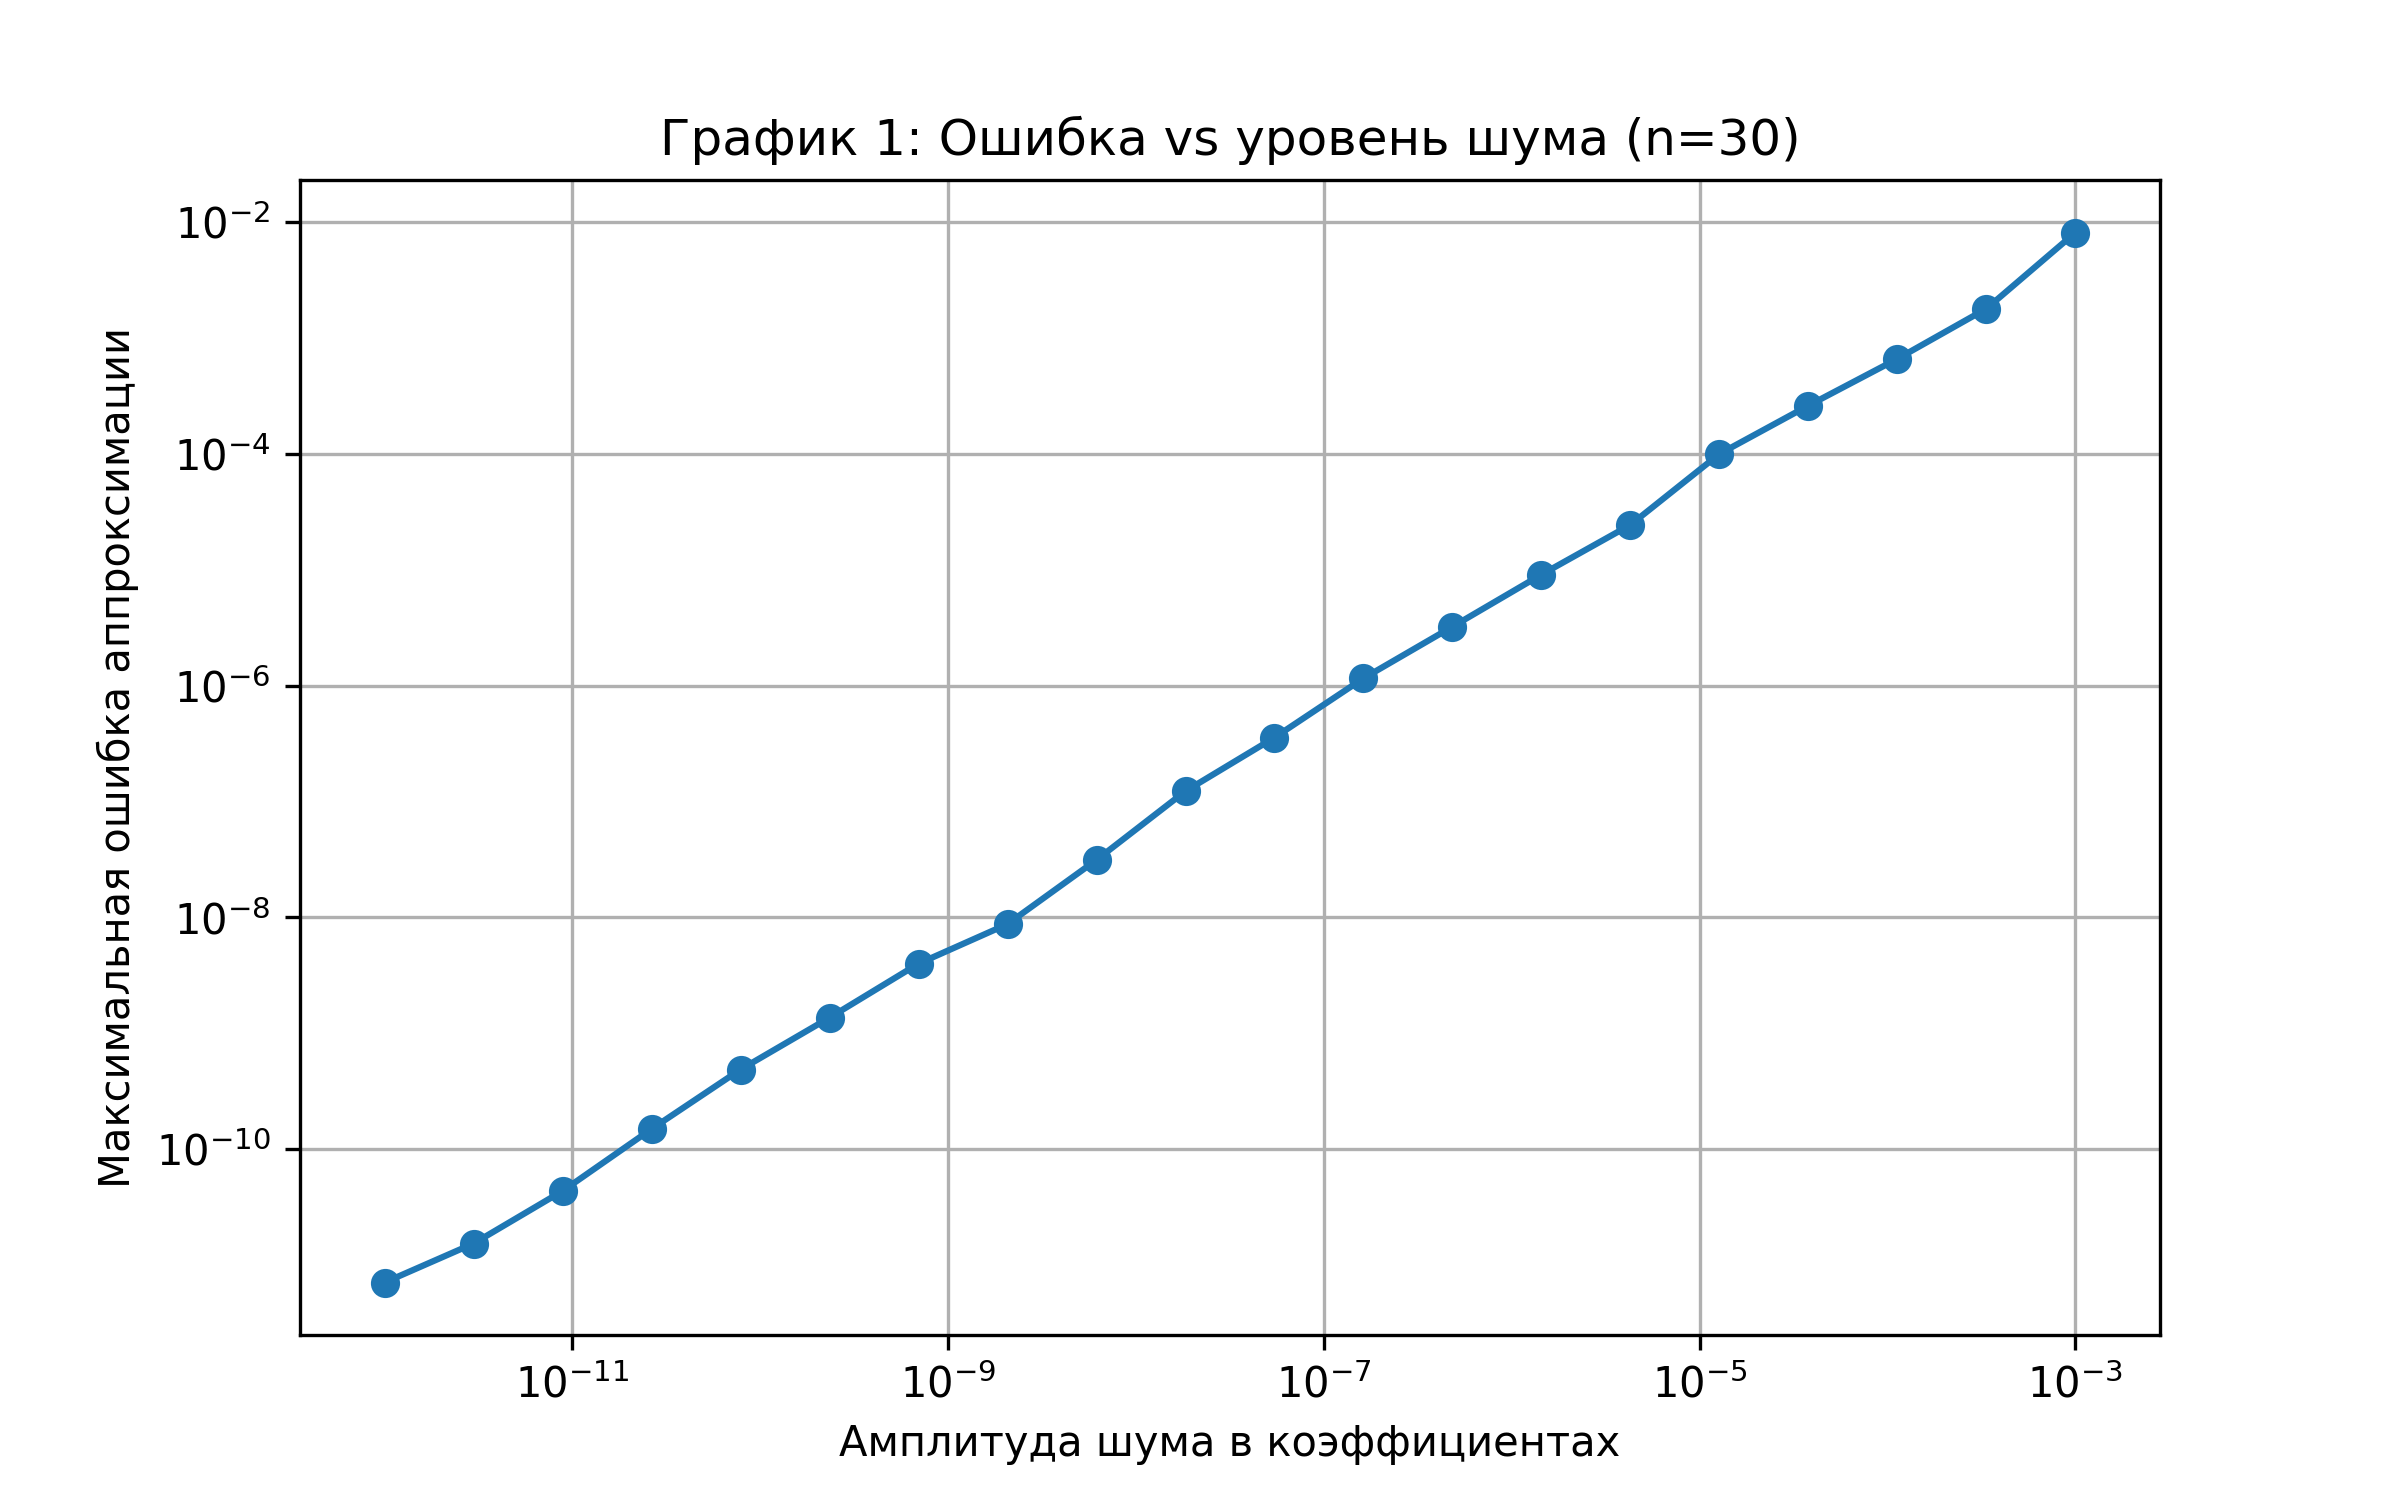 График 1: Ошибка vs уровень шума (n=30)
Максимальная ошибка аппроксимации
10⁻²
10⁻⁴
10⁻⁶
10⁻⁸
10⁻¹⁰
10⁻¹¹ 10⁻⁹ 10⁻⁷ 10⁻⁵ 10⁻³
Амплитуда шума в коэффициентах